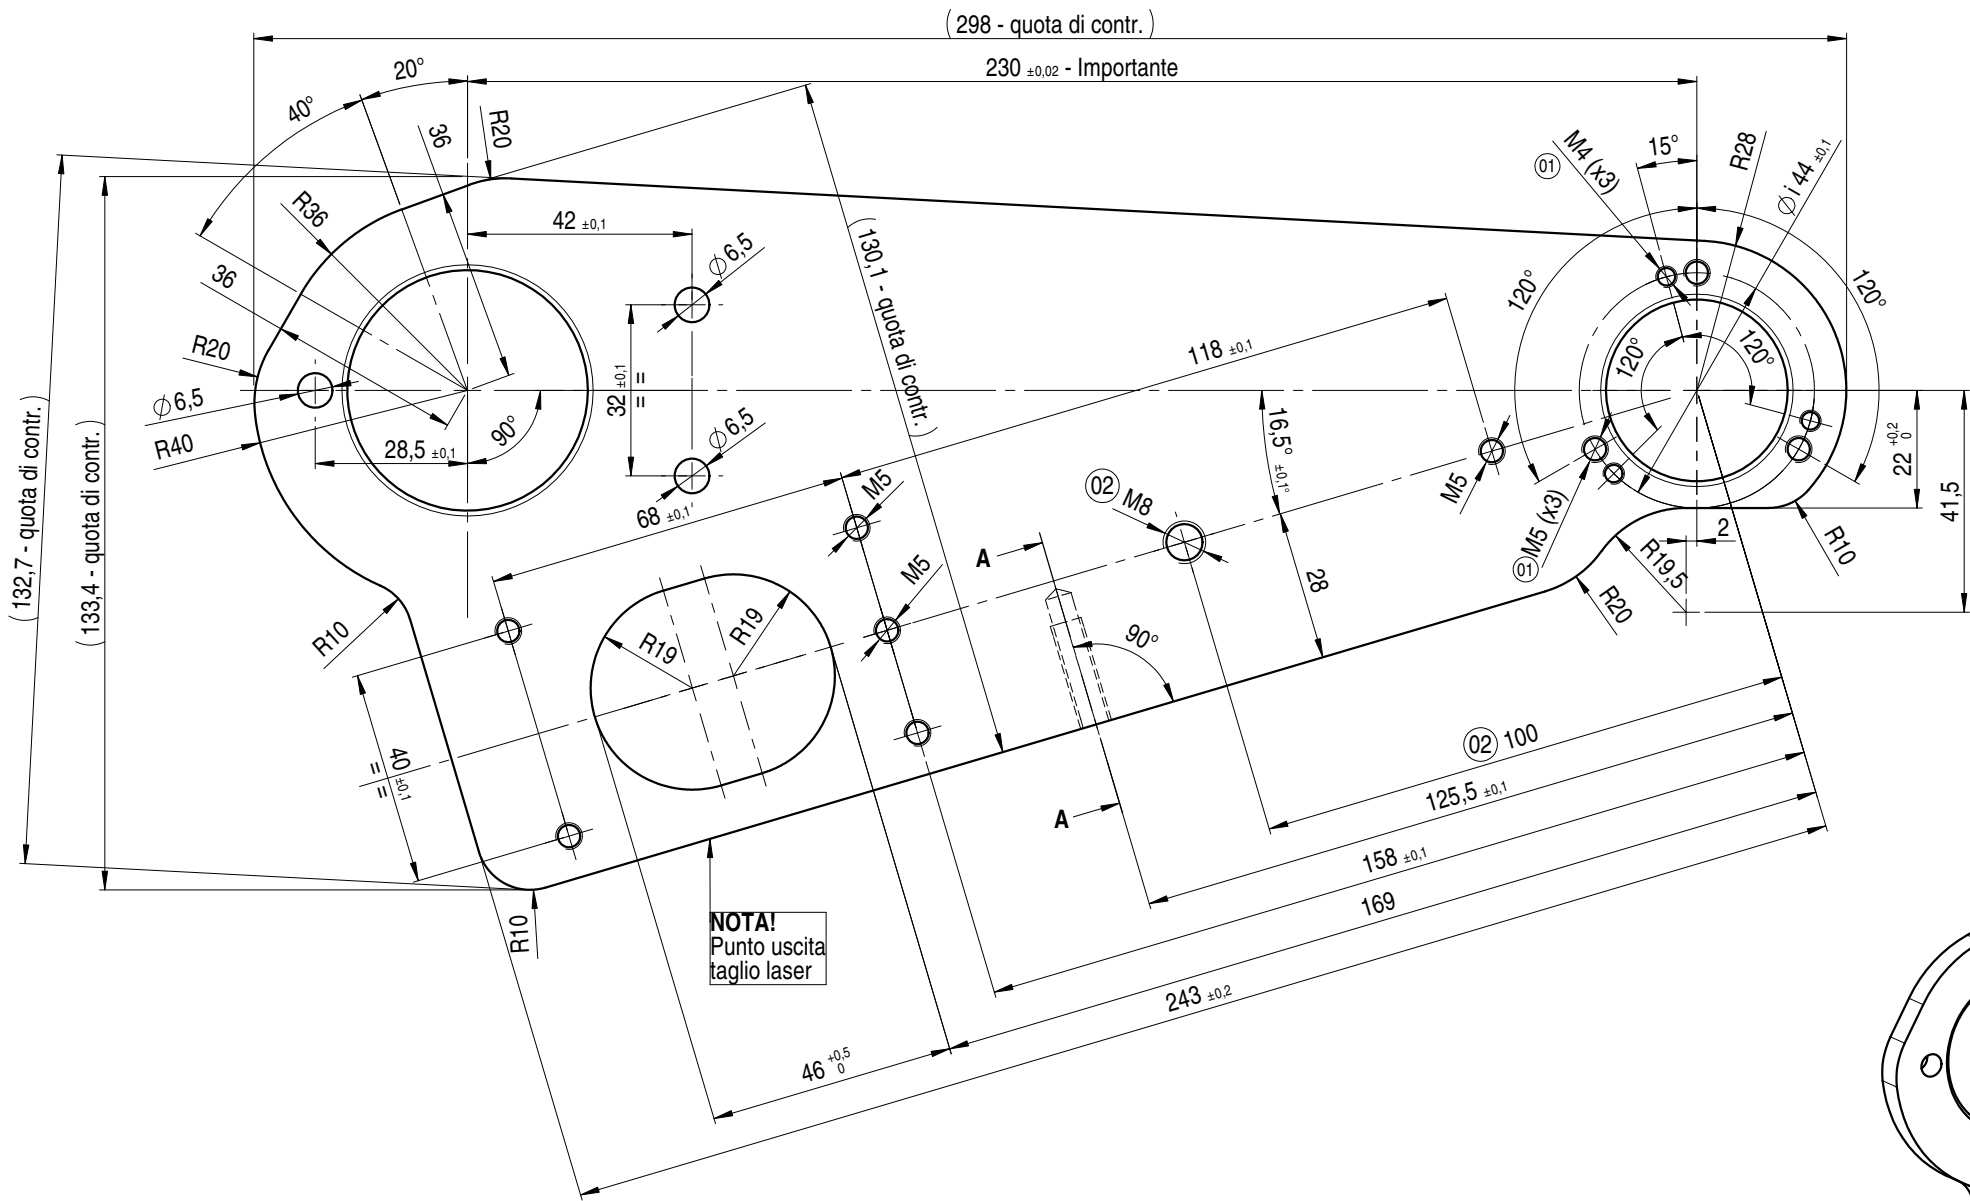 (298 - quota di contr.)
230 ±0,02 - Importante
20°
40°
36
R20
R36
36
R20
Ø 6,5
R40
28,5 ±0,1
90°
42 ±0,1
Ø 6,5
32 ±0,1
=
=
Ø 6,5
(130,1 - quota di contr.)
118 ±0,1
15°
01 M4 (x3)
R28
Ø i 44 ±0,1
120°
120°
120°
120°
22 +0,2 0
41,5
16,5° ±0,1°
(132,7 - quota di contr.)
(133,4 - quota di contr.)
68 ±0,1
M5
M5
02 M8
M5
01 M5 (x3)
2
R19,5
R10
R20
28
A
90°
R10
R19
R19
40 ±0,1
=
=
A
02 100
125,5 ±0,1
158 ±0,1
169
243 ±0,2
46 +0,5 0
R10
NOTA!
Punto uscita
taglio laser